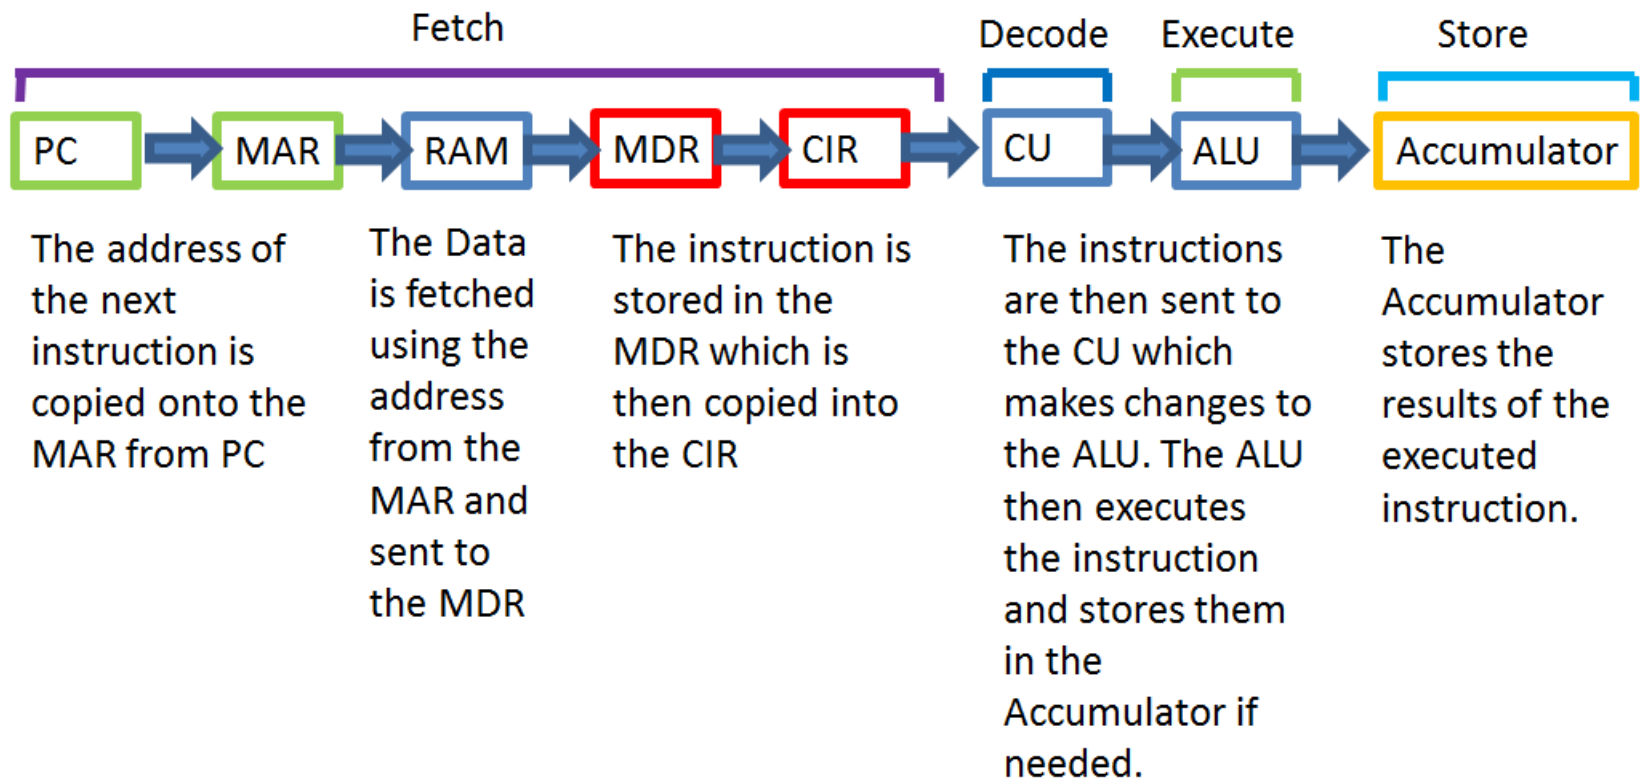 Fetch
Decode
Execute
Store
PC
MAR
RAM
MDR
CIR
CU
ALU
Accumulator
The address of
the next
instruction is
copied onto the
MAR from PC
The Data
is fetched
using the
address
from the
MAR and
sent to
the MDR
The instruction is
stored in the
MDR which is
then copied into
the CIR
The instructions
are then sent to
the CU which
makes changes to
the ALU. The ALU
then executes
the instruction
and stores them
in the
Accumulator if
needed.
The
Accumulator
stores the
results of the
executed
instruction.